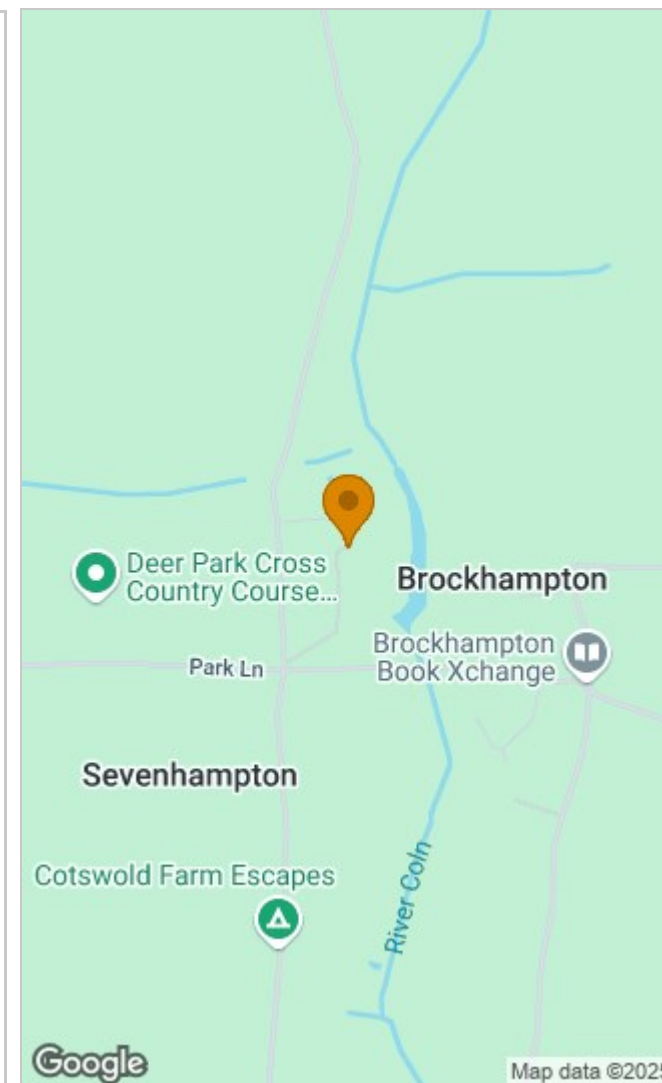 Deer Park Cross
Country Course...
Brockhampton
Brockhampton
Book Xchange
Park Ln
Sevenhampton
Cotswold Farm Escapes
River Coln
Google
Map data ©2025